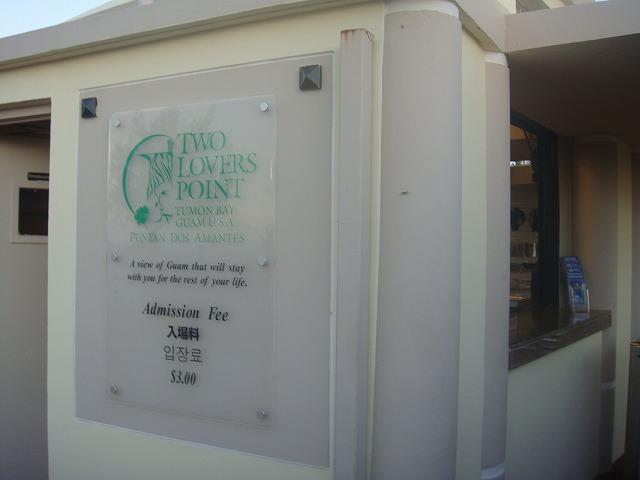 TWO
LOVERS
POINT
TUMON BAY,
GUAM U.S.A.
PUNTAN DOS AMANTES
A view of Guam that will stay
with you for the rest of your life.
Admission Fee
入場料
입장료
$3.00